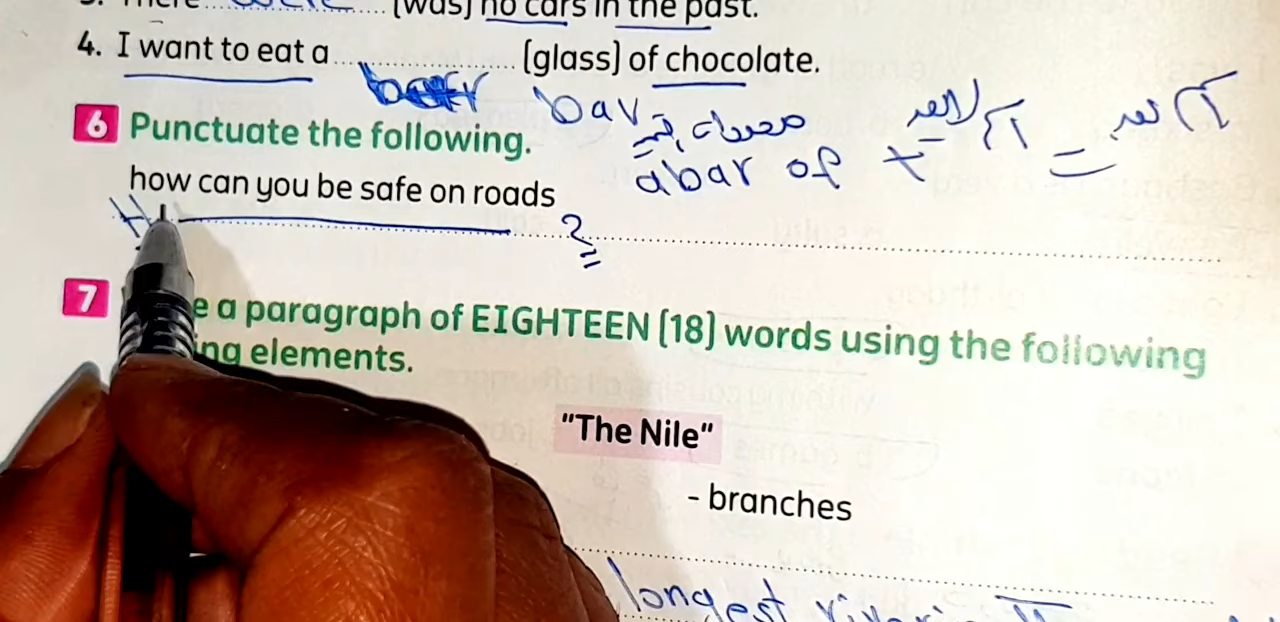 (was) no cars in the past.
4. I want to eat a ............ (glass) of chocolate.
bar
a bar of +
6 Punctuate the following.
how can you be safe on roads
H ?
7 a paragraph of EIGHTEEN (18) words using the following
elements.
"The Nile"
- branches
longest river in